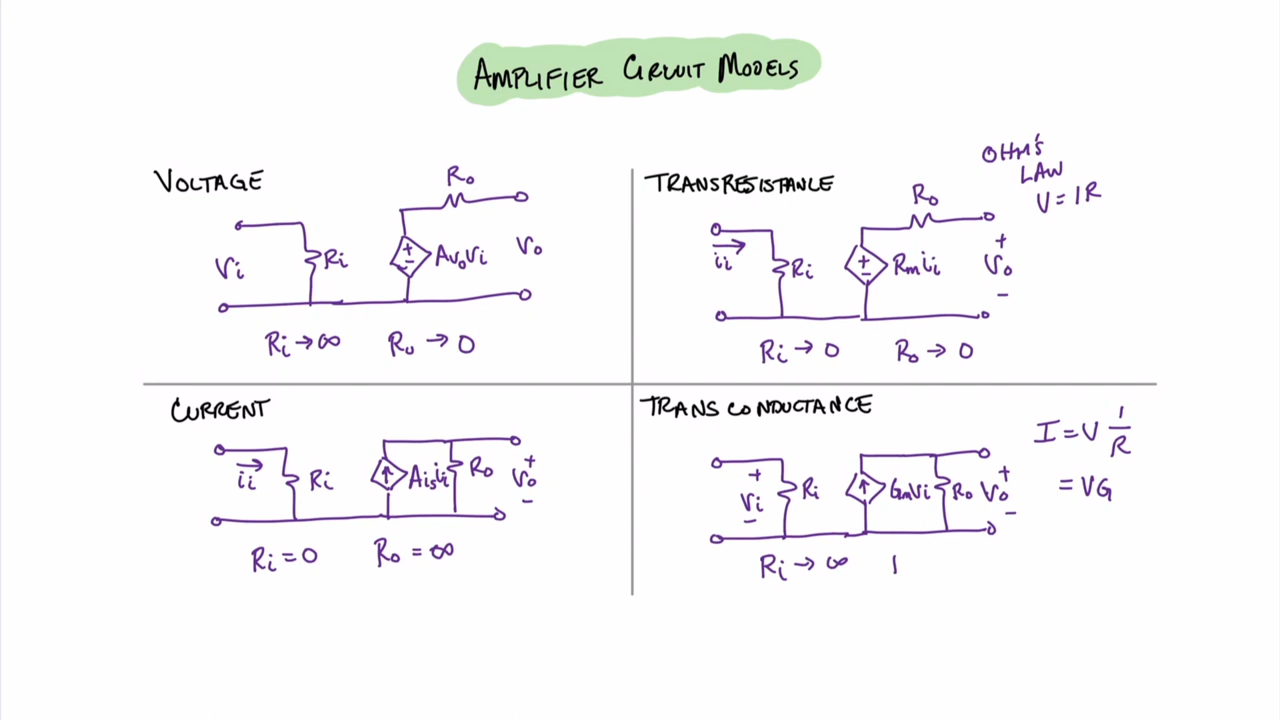 AMPLIFIER CIRCUIT MODELS
VOLTAGE
Ro
Vi
Ri
+
−
AvoVi
Vo
Ri → ∞
Ro → 0
TRANSRESISTANCE
OHM'S
LAW
V = IR
Ro
ii
Ri
+
−
Rmii
+
Vo
−
Ri → 0
Ro → 0
CURRENT
ii
Ri
Aisii
Ro
+
Vo
−
Ri = 0
Ro = ∞
TRANSCONDUCTANCE
I = V 1/R
= VG
+
Vi
−
Ri
GmVi
Ro
+
Vo
−
Ri → ∞